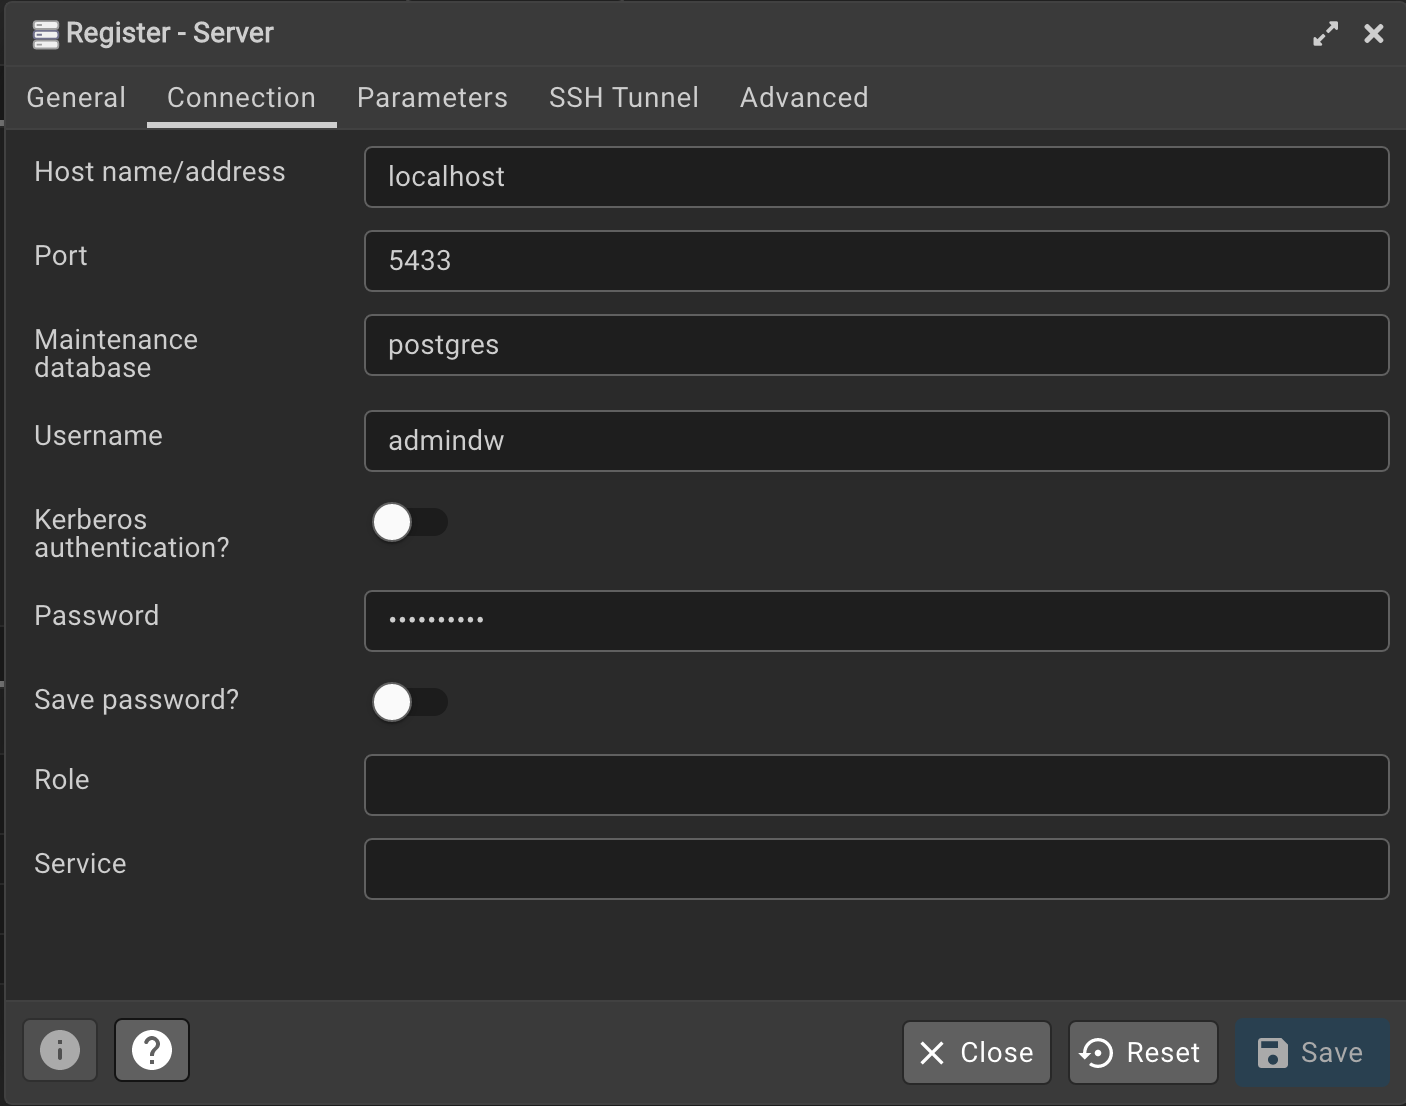 Register - Server
General
Connection
Parameters
SSH Tunnel
Advanced
Host name/address
localhost
Port
5433
Maintenance
database
postgres
Username
admindw
Kerberos
authentication?
Password
••••••••••
Save password?
Role
Service
Close
Reset
Save